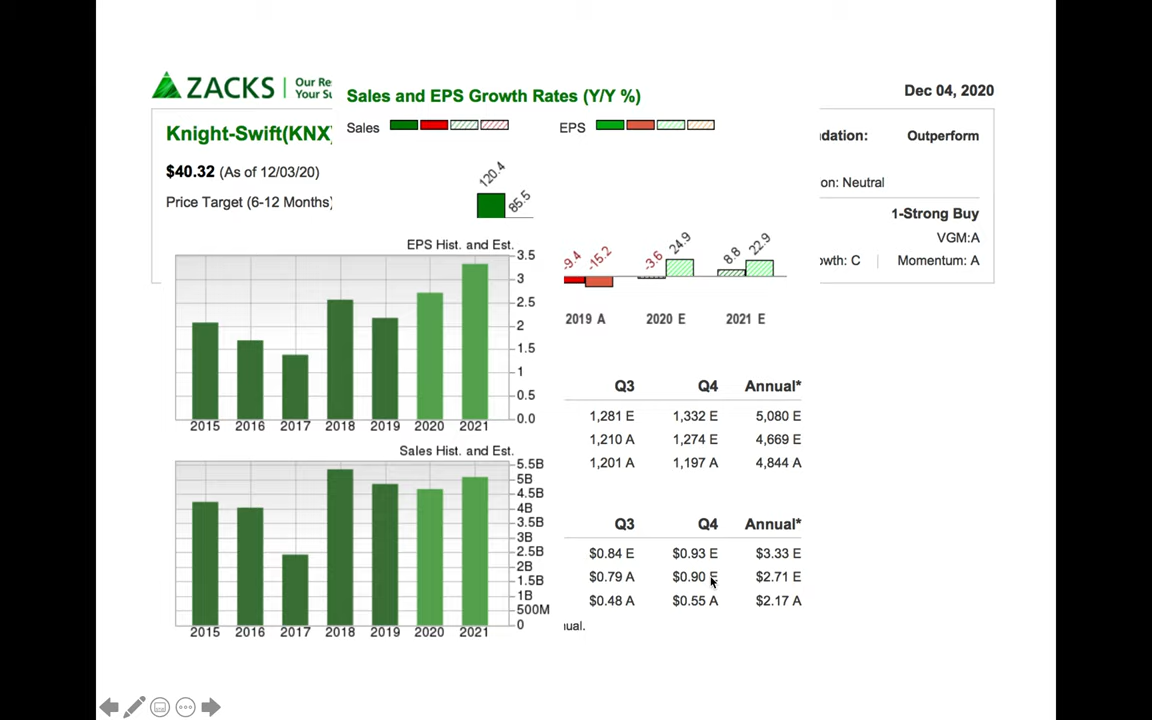 ZACKS
Our Re
Your Su
Sales and EPS Growth Rates (Y/Y %)
Dec 04, 2020
Sales
EPS
Knight-Swift(KNX)
dation: Outperform
$40.32 (As of 12/03/20)
120.4
85.5
on: Neutral
Price Target (6-12 Months)
1-Strong Buy
VGM:A
owth: C | Momentum: A
-9.4 -15.2 -3.6 24.9 8.8 22.9
2019 A 2020 E 2021 E
EPS Hist. and Est.
3.5
3
2.5
2
1.5
1
0.5
0.0
2015 2016 2017 2018 2019 2020 2021
Sales Hist. and Est.
5.5B
5B
4.5B
4B
3.5B
3B
2.5B
2B
1.5B
1B
500M
0
2015 2016 2017 2018 2019 2020 2021
Q3 Q4 Annual*
1,281 E 1,332 E 5,080 E
1,210 A 1,274 E 4,669 E
1,201 A 1,197 A 4,844 A
Q3 Q4 Annual*
$0.84 E $0.93 E $3.33 E
$0.79 A $0.90 E $2.71 E
$0.48 A $0.55 A $2.17 A
ual.